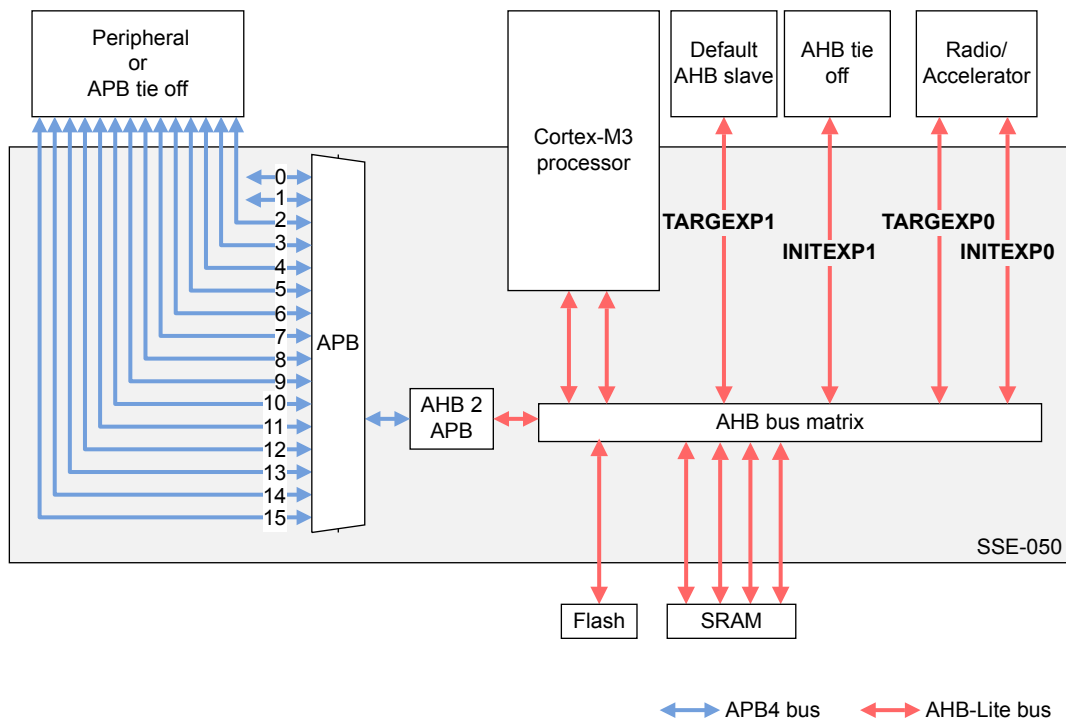 Peripheral
or
APB tie off
Default
AHB slave
AHB tie
off
Radio/
Accelerator
Cortex-M3
processor
0
1
2
3
4
5
6
7
8
9
10
11
12
13
14
15
APB
TARGEXP1
INITEXP1
TARGEXP0
INITEXP0
AHB 2
APB
AHB bus matrix
SSE-050
Flash
SRAM
APB4 bus
AHB-Lite bus